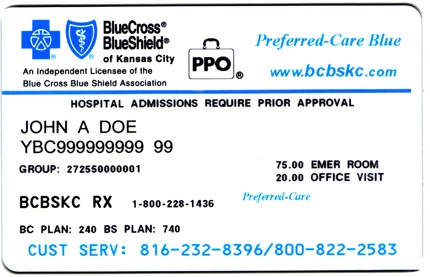 BlueCross®
BlueShield®
of Kansas City
An Independent Licensee of the
Blue Cross Blue Shield Association
PPO®
Preferred-Care Blue
www.bcbskc.com
HOSPITAL ADMISSIONS REQUIRE PRIOR APPROVAL
JOHN A DOE
YBC999999999 99
GROUP: 272550000001
75.00 EMER ROOM
20.00 OFFICE VISIT
BCBSKC RX 1-800-228-1436
Preferred-Care
BC PLAN: 240 BS PLAN: 740
CUST SERV: 816-232-8396/800-822-2583